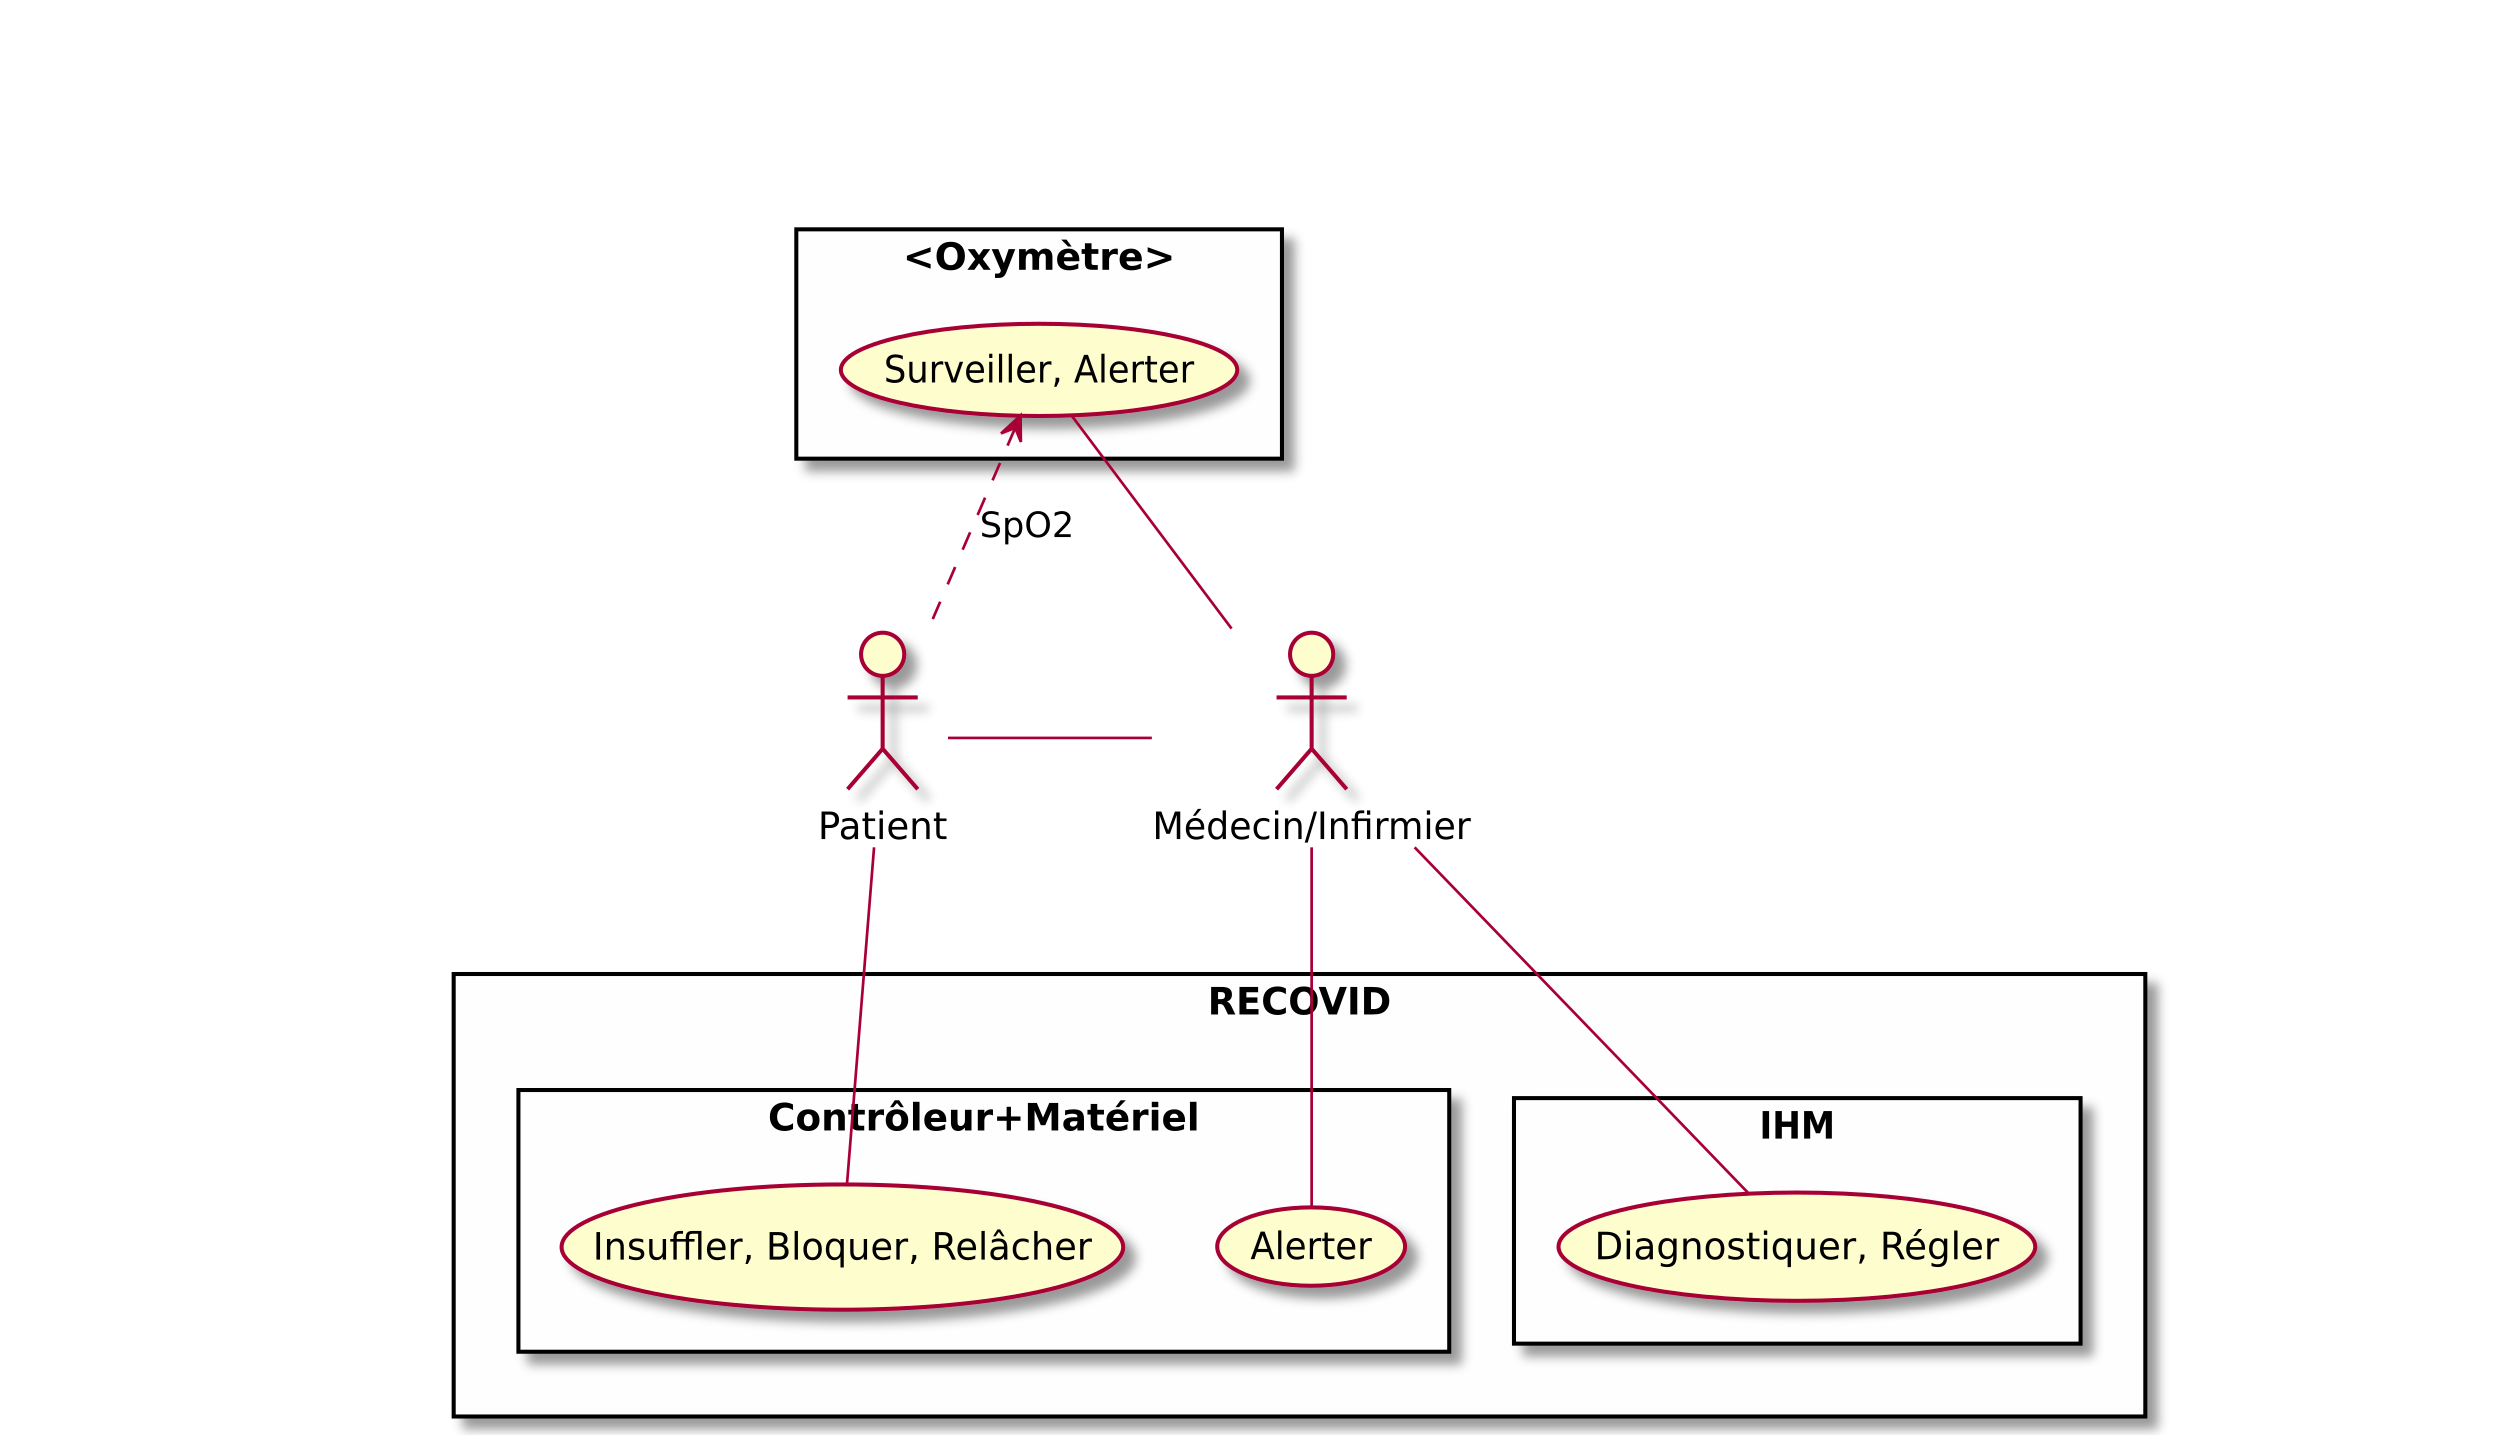 <Oxymètre>
Surveiller, Alerter
SpO2
Patient
Médecin/Infirmier
RECOVID
Contrôleur+Matériel
IHM
Insuffler, Bloquer, Relâcher
Alerter
Diagnostiquer, Régler